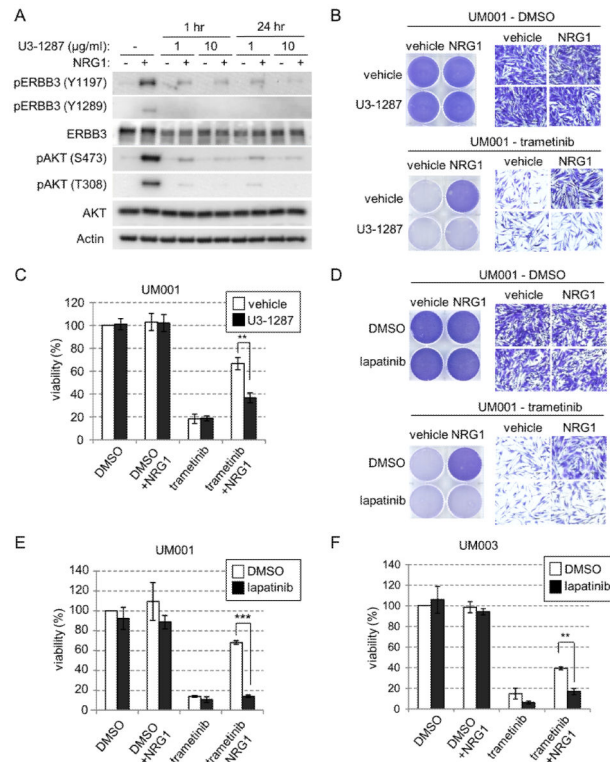 A
1 hr 24 hr
U3-1287 (µg/ml): - 1 10 1 10
NRG1: - + - + - + - + - +
pERBB3 (Y1197)
pERBB3 (Y1289)
ERBB3
pAKT (S473)
pAKT (T308)
AKT
Actin
B
UM001 - DMSO
vehicle NRG1 vehicle NRG1
vehicle
U3-1287
UM001 - trametinib
vehicle NRG1 vehicle NRG1
vehicle
U3-1287
C
UM001
vehicle
U3-1287
viability (%)
120
100
80
60
40
20
0
**
DMSO
DMSO
+NRG1
trametinib
trametinib
+NRG1
D
UM001 - DMSO
vehicle NRG1 vehicle NRG1
DMSO
lapatinib
UM001 - trametinib
vehicle NRG1 vehicle NRG1
DMSO
lapatinib
E
UM001
DMSO
lapatinib
viability (%)
140
120
100
80
60
40
20
0
***
DMSO
DMSO
+NRG1
trametinib
trametinib
+NRG1
F
UM003
DMSO
lapatinib
viability (%)
140
120
100
80
60
40
20
0
**
DMSO
DMSO
+NRG1
trametinib
trametinib
+NRG1